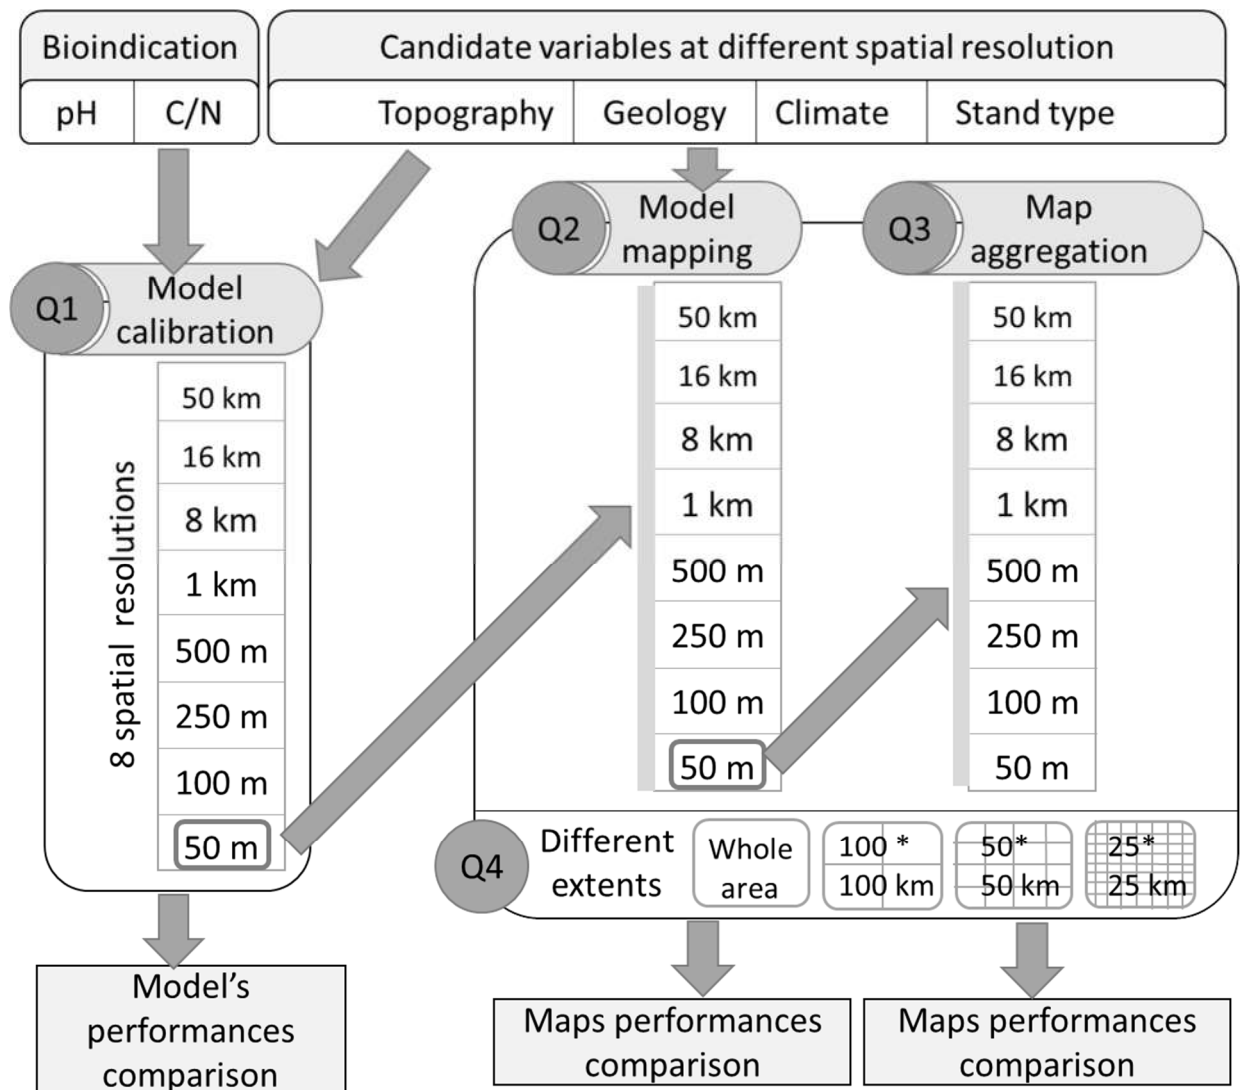 Bioindication
pH
C/N
Candidate variables at different spatial resolution
Topography
Geology
Climate
Stand type
Q1
Model
calibration
8 spatial resolutions
50 km
16 km
8 km
1 km
500 m
250 m
100 m
50 m
Model's
performances
comparison
Q2
Model
mapping
50 km
16 km
8 km
1 km
500 m
250 m
100 m
50 m
Q3
Map
aggregation
50 km
16 km
8 km
1 km
500 m
250 m
100 m
50 m
Q4
Different
extents
Whole
area
100 *
100 km
50*
50 km
25*
25 km
Maps performances
comparison
Maps performances
comparison